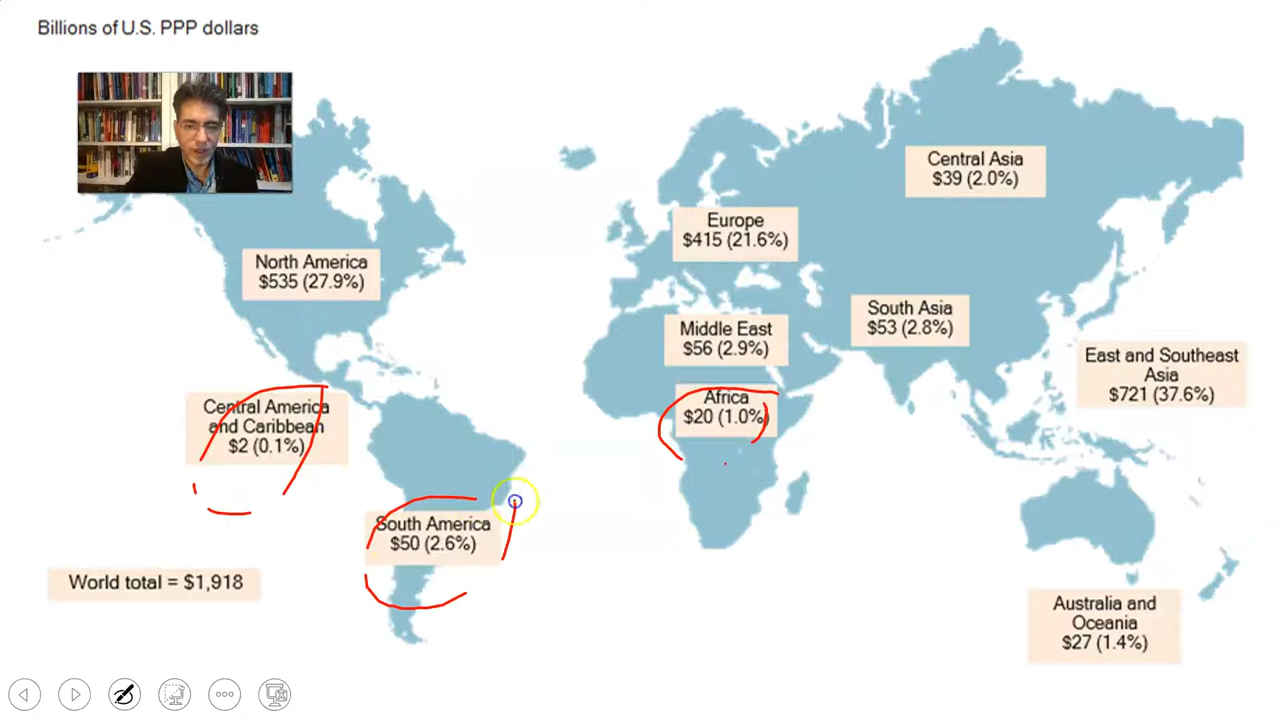 Billions of U.S. PPP dollars
Central Asia
$39 (2.0%)
Europe
$415 (21.6%)
North America
$535 (27.9%)
South Asia
$53 (2.8%)
Middle East
$56 (2.9%)
East and Southeast
Asia
$721 (37.6%)
Africa
$20 (1.0%)
Central America
and Caribbean
$2 (0.1%)
South America
$50 (2.6%)
World total = $1,918
Australia and
Oceania
$27 (1.4%)